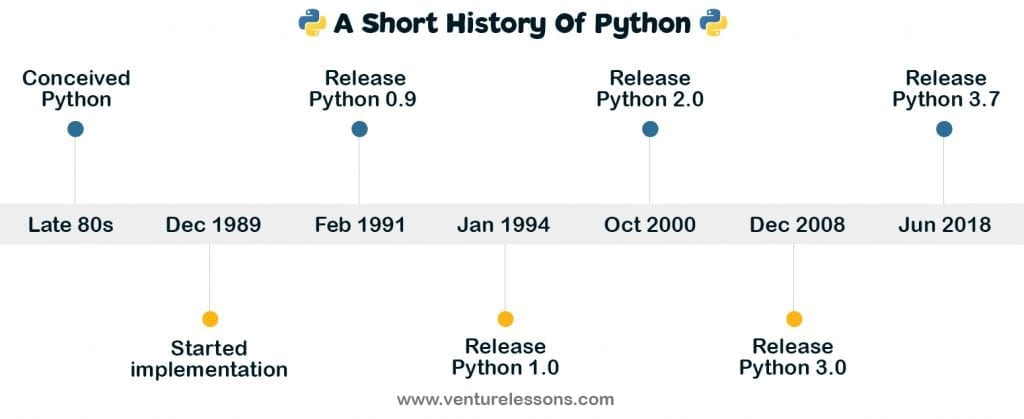 A Short History Of Python
Conceived
Python
Release
Python 0.9
Release
Python 2.0
Release
Python 3.7
Late 80s
Dec 1989
Feb 1991
Jan 1994
Oct 2000
Dec 2008
Jun 2018
Started
implementation
Release
Python 1.0
Release
Python 3.0
www.venturelessons.com